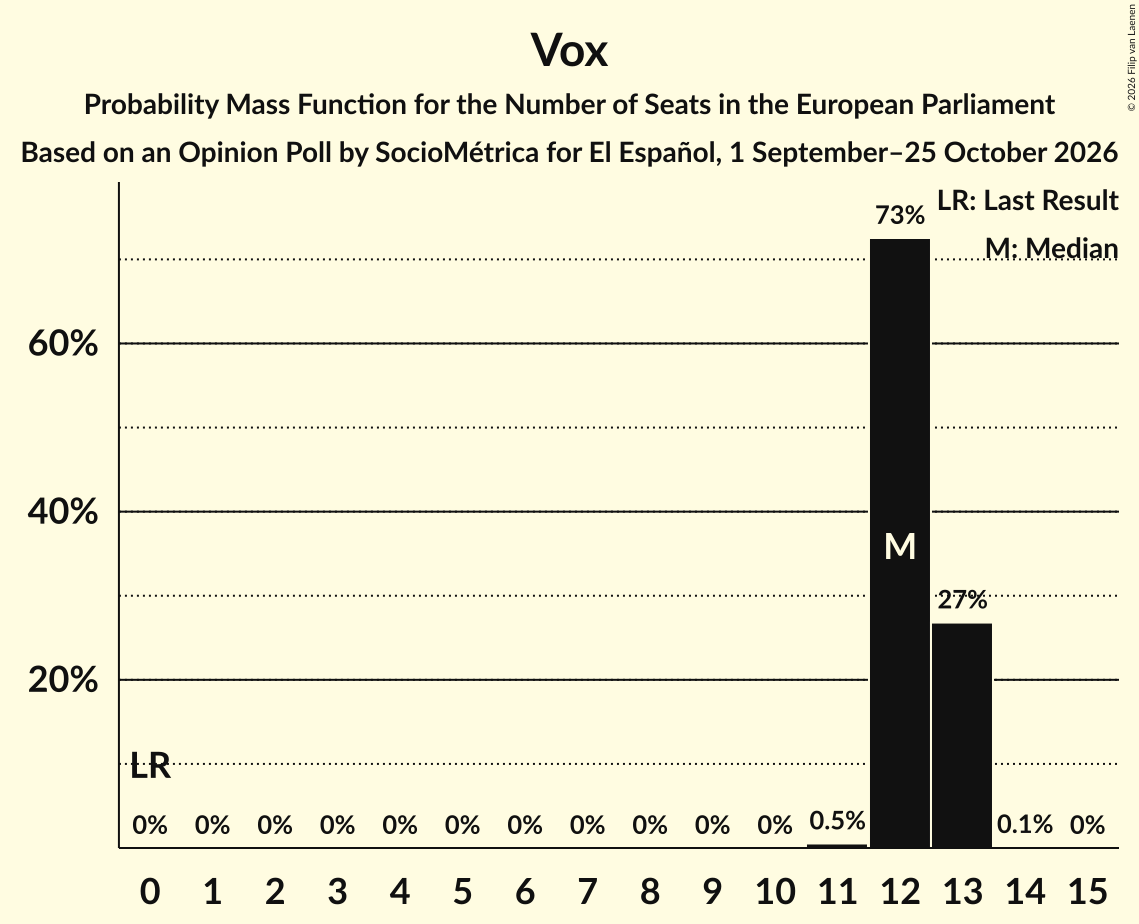 Vox
Probability Mass Function for the Number of Seats in the European Parliament
Based on an Opinion Poll by SocioMétrica for El Español, 1 September–25 October 2026
© 2026 Filip van Laenen
LR: Last Result
M: Median
60%
40%
20%
LR
M
0% 0% 0% 0% 0% 0% 0% 0% 0% 0% 0% 0.5% 73% 27% 0.1% 0%
0 1 2 3 4 5 6 7 8 9 10 11 12 13 14 15